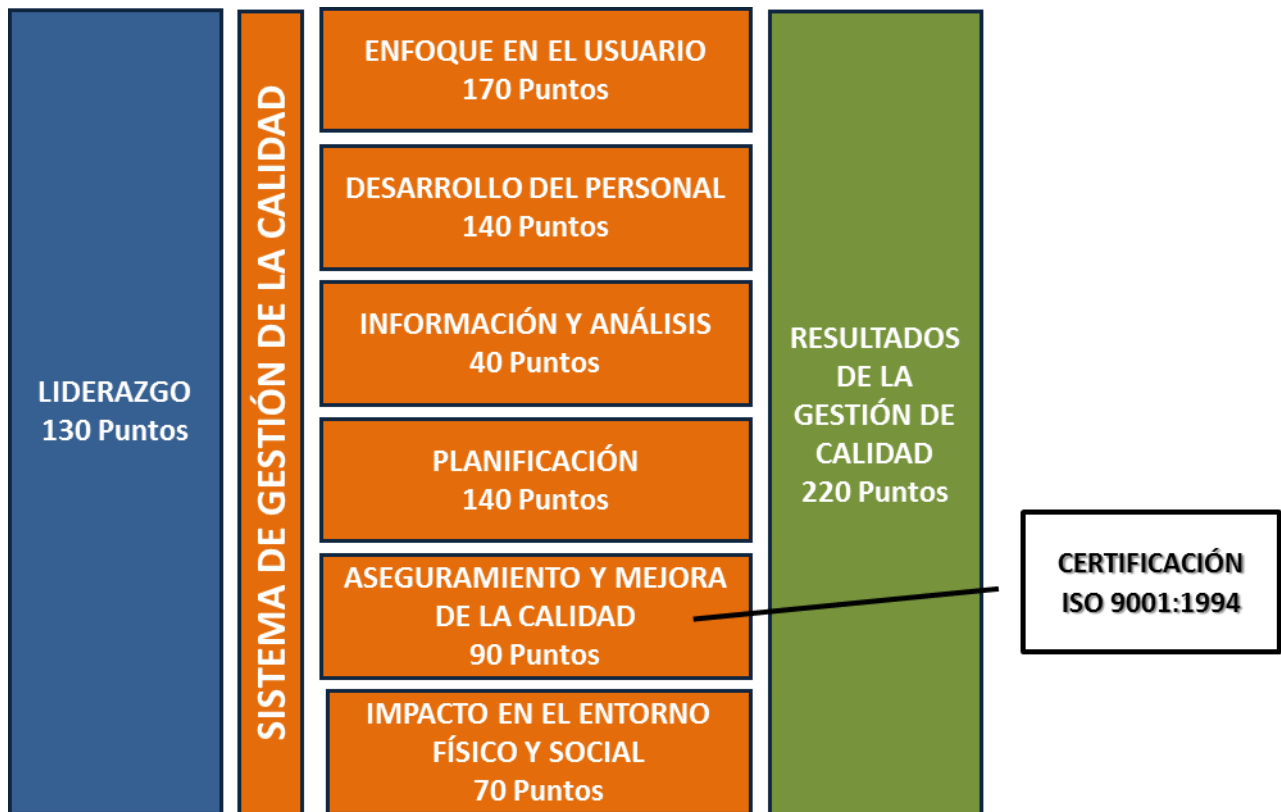 LIDERAZGO
130 Puntos
SISTEMA DE GESTIÓN DE LA CALIDAD
ENFOQUE EN EL USUARIO
170 Puntos
DESARROLLO DEL PERSONAL
140 Puntos
INFORMACIÓN Y ANÁLISIS
40 Puntos
PLANIFICACIÓN
140 Puntos
ASEGURAMIENTO Y MEJORA
DE LA CALIDAD
90 Puntos
IMPACTO EN EL ENTORNO
FÍSICO Y SOCIAL
70 Puntos
RESULTADOS
DE LA
GESTIÓN DE
CALIDAD
220 Puntos
CERTIFICACIÓN
ISO 9001:1994